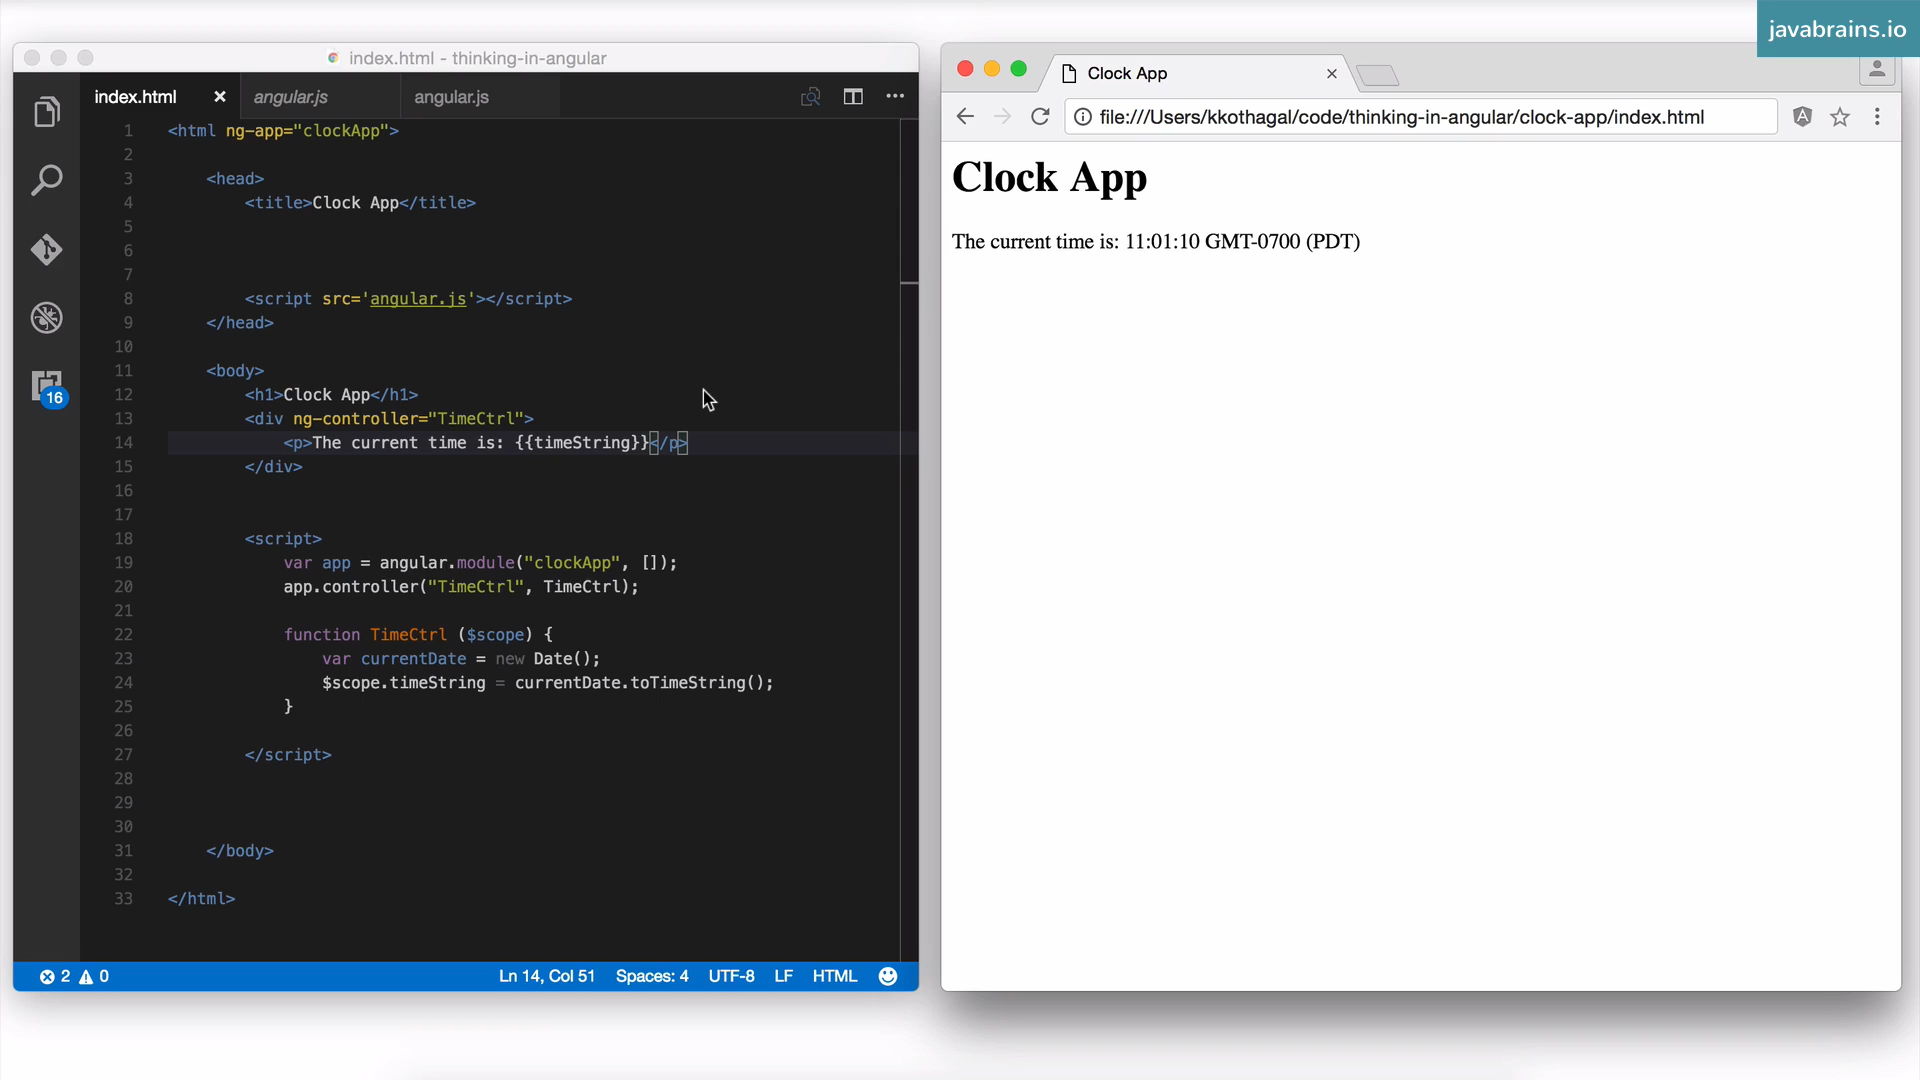 javabrains.io
index.html - thinking-in-angular
index.html
angular.js
angular.js
1 <html ng-app="clockApp">
2
3 <head>
4 <title>Clock App</title>
5
6
7
8 <script src='angular.js'></script>
9 </head>
10
11 <body>
12 <h1>Clock App</h1>
13 <div ng-controller="TimeCtrl">
14 <p>The current time is: {{timeString}}</p>
15 </div>
16
17
18 <script>
19 var app = angular.module("clockApp", []);
20 app.controller("TimeCtrl", TimeCtrl);
21
22 function TimeCtrl ($scope) {
23 var currentDate = new Date();
24 $scope.timeString = currentDate.toTimeString();
25 }
26
27 </script>
28
29
30
31 </body>
32
33 </html>
16
2 0 Ln 14, Col 51 Spaces: 4 UTF-8 LF HTML
Clock App
file:///Users/kkothagal/code/thinking-in-angular/clock-app/index.html
Clock App
The current time is: 11:01:10 GMT-0700 (PDT)